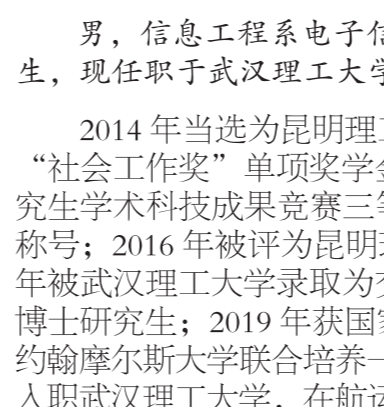 男，信息工程系电子信
生，现任职于武汉理工大学
2014 年当选为昆明理工
“社会工作奖”单项奖学金
究生学术科技成果竞赛三等
称号；2016 年被评为昆明理
年被武汉理工大学录取为交
博士研究生；2019 年获国家
约翰摩尔斯大学联合培养一
入职武汉理工大学，在航运